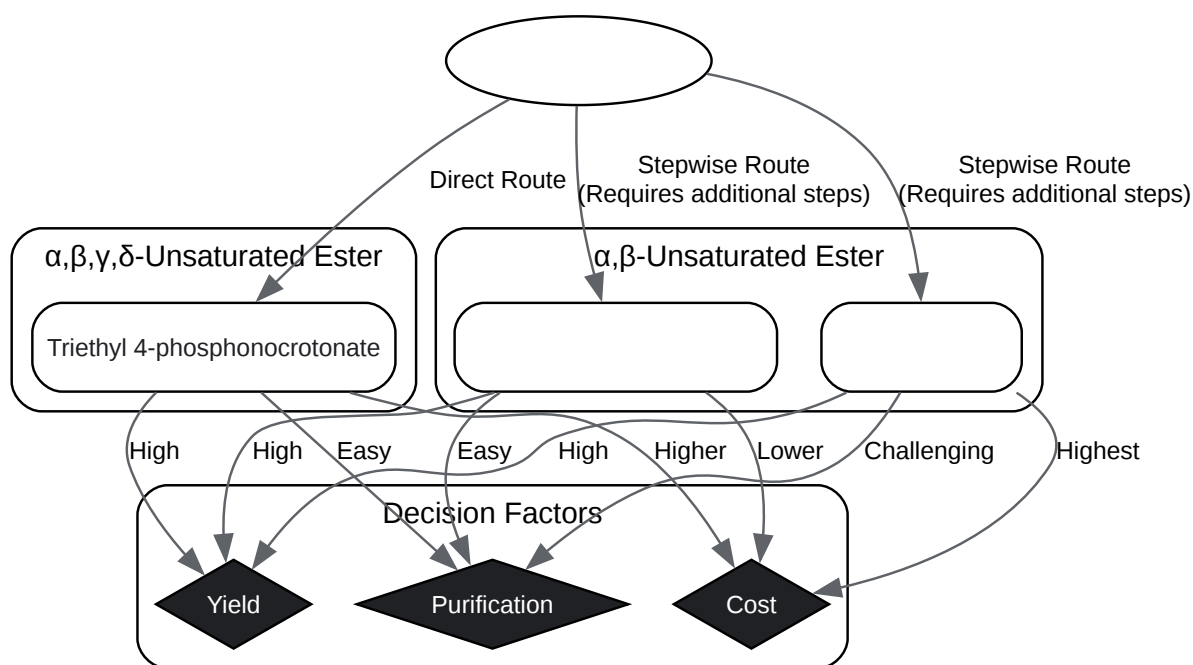 Direct Route
Stepwise Route
(Requires additional steps)
Stepwise Route
(Requires additional steps)
α,β,γ,δ-Unsaturated Ester
α,β-Unsaturated Ester
Triethyl 4-phosphonocrotonate
High
High
Easy
Easy
High
Higher
Lower
Challenging
Highest
Decision Factors
Yield
Purification
Cost